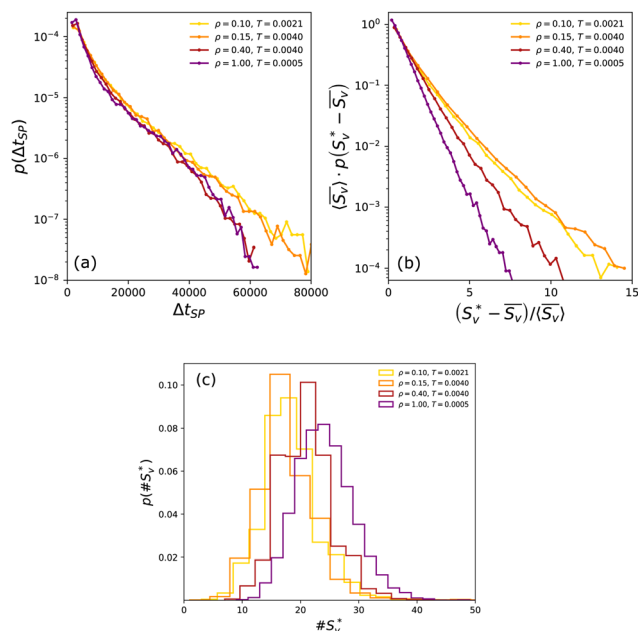 10⁻⁴
10⁻⁵
10⁻⁶
10⁻⁷
10⁻⁸
p(Δt_SP)
ρ = 0.10, T = 0.0021
ρ = 0.15, T = 0.0040
ρ = 0.40, T = 0.0040
ρ = 1.00, T = 0.0005
(a)
0 20000 40000 60000 80000
Δt_SP
10⁰
10⁻¹
10⁻²
10⁻³
10⁻⁴
⟨S̅_v⟩ · p(S_v* − S̅_v)
ρ = 0.10, T = 0.0021
ρ = 0.15, T = 0.0040
ρ = 0.40, T = 0.0040
ρ = 1.00, T = 0.0005
(b)
0 5 10 15
(S_v* − S̅_v)/⟨S̅_v⟩
(c)
0.10
0.08
0.06
0.04
0.02
p(#S_v*)
ρ = 0.10, T = 0.0021
ρ = 0.15, T = 0.0040
ρ = 0.40, T = 0.0040
ρ = 1.00, T = 0.0005
0 10 20 30 40 50
#S_v*